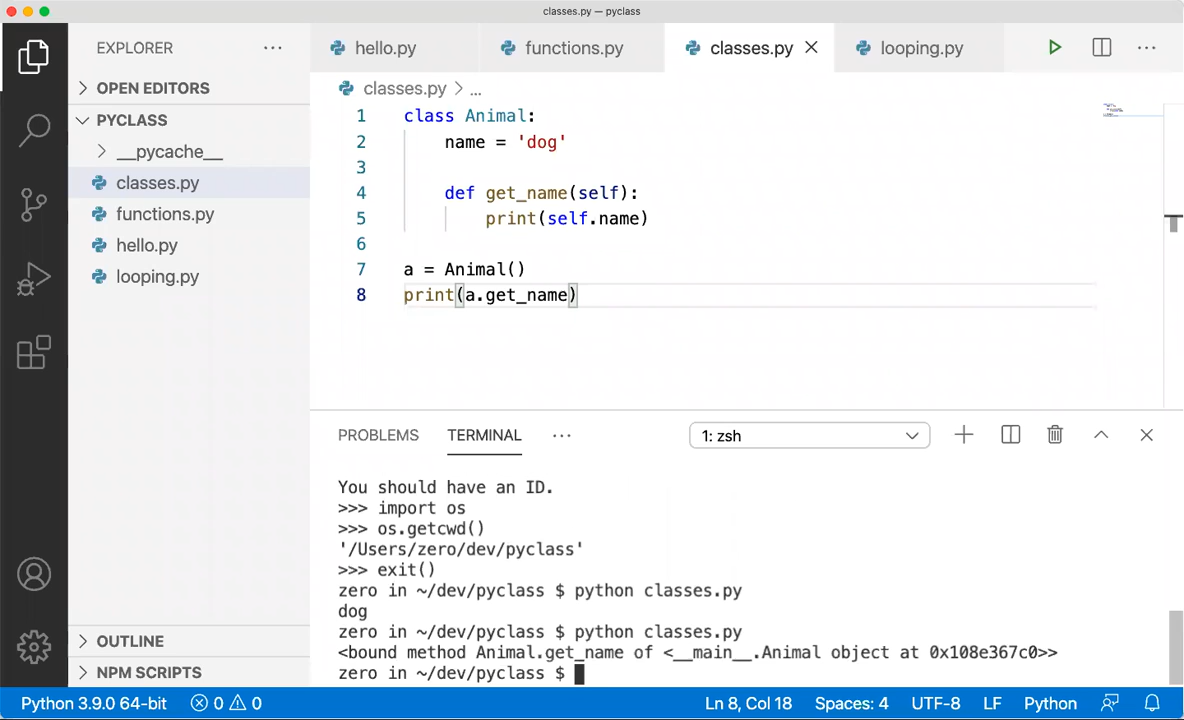 classes.py — pyclass
EXPLORER ···
OPEN EDITORS
PYCLASS
__pycache__
classes.py
functions.py
hello.py
looping.py
OUTLINE
NPM SCRIPTS
hello.py
functions.py
classes.py
looping.py
···
classes.py > ...
1 class Animal:
2 name = 'dog'
3
4 def get_name(self):
5 print(self.name)
6
7 a = Animal()
8 print(a.get_name)
PROBLEMS TERMINAL ··· 1: zsh
You should have an ID.
>>> import os
>>> os.getcwd()
'/Users/zero/dev/pyclass'
>>> exit()
zero in ~/dev/pyclass $ python classes.py
dog
zero in ~/dev/pyclass $ python classes.py
<bound method Animal.get_name of <__main__.Animal object at 0x108e367c0>>
zero in ~/dev/pyclass $
Python 3.9.0 64-bit 0 0 Ln 8, Col 18 Spaces: 4 UTF-8 LF Python